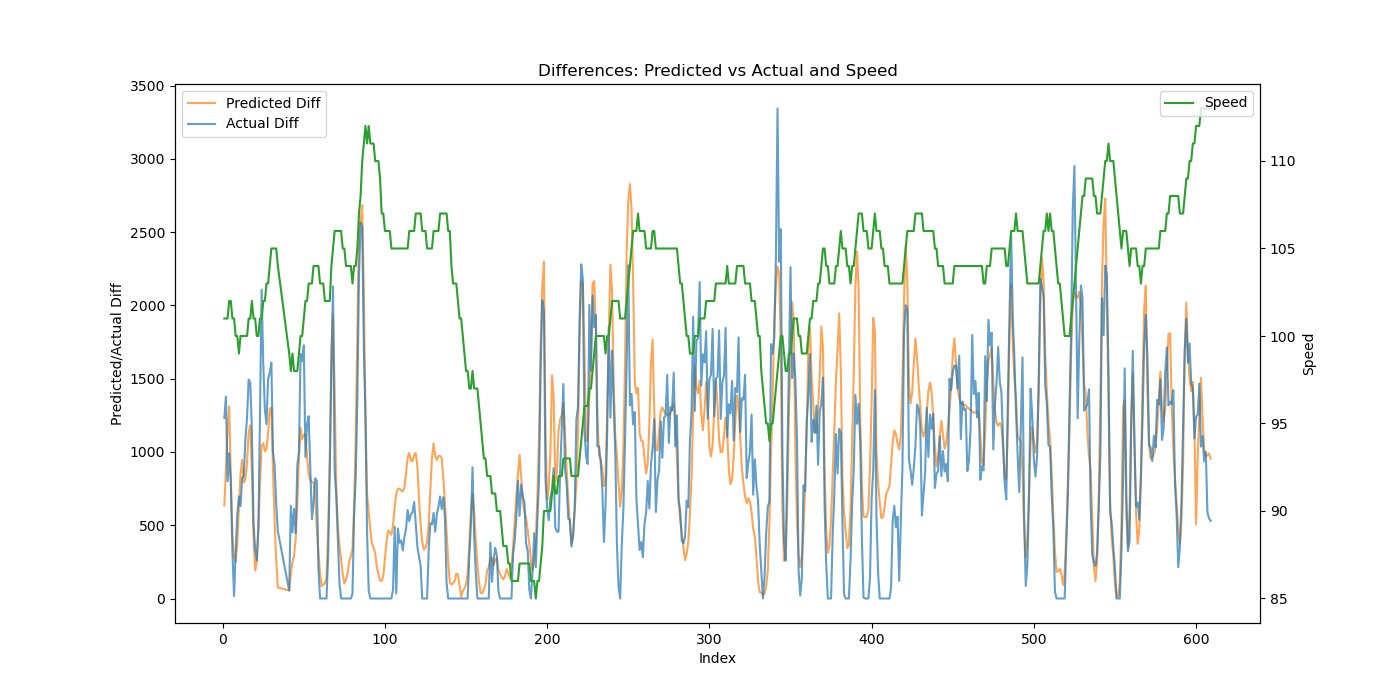 Differences: Predicted vs Actual and Speed
Predicted Diff
Actual Diff
Speed
3500
3000
2500
2000
1500
1000
500
0
Predicted/Actual Diff
110
105
100
95
90
85
Speed
0 100 200 300 400 500 600
Index